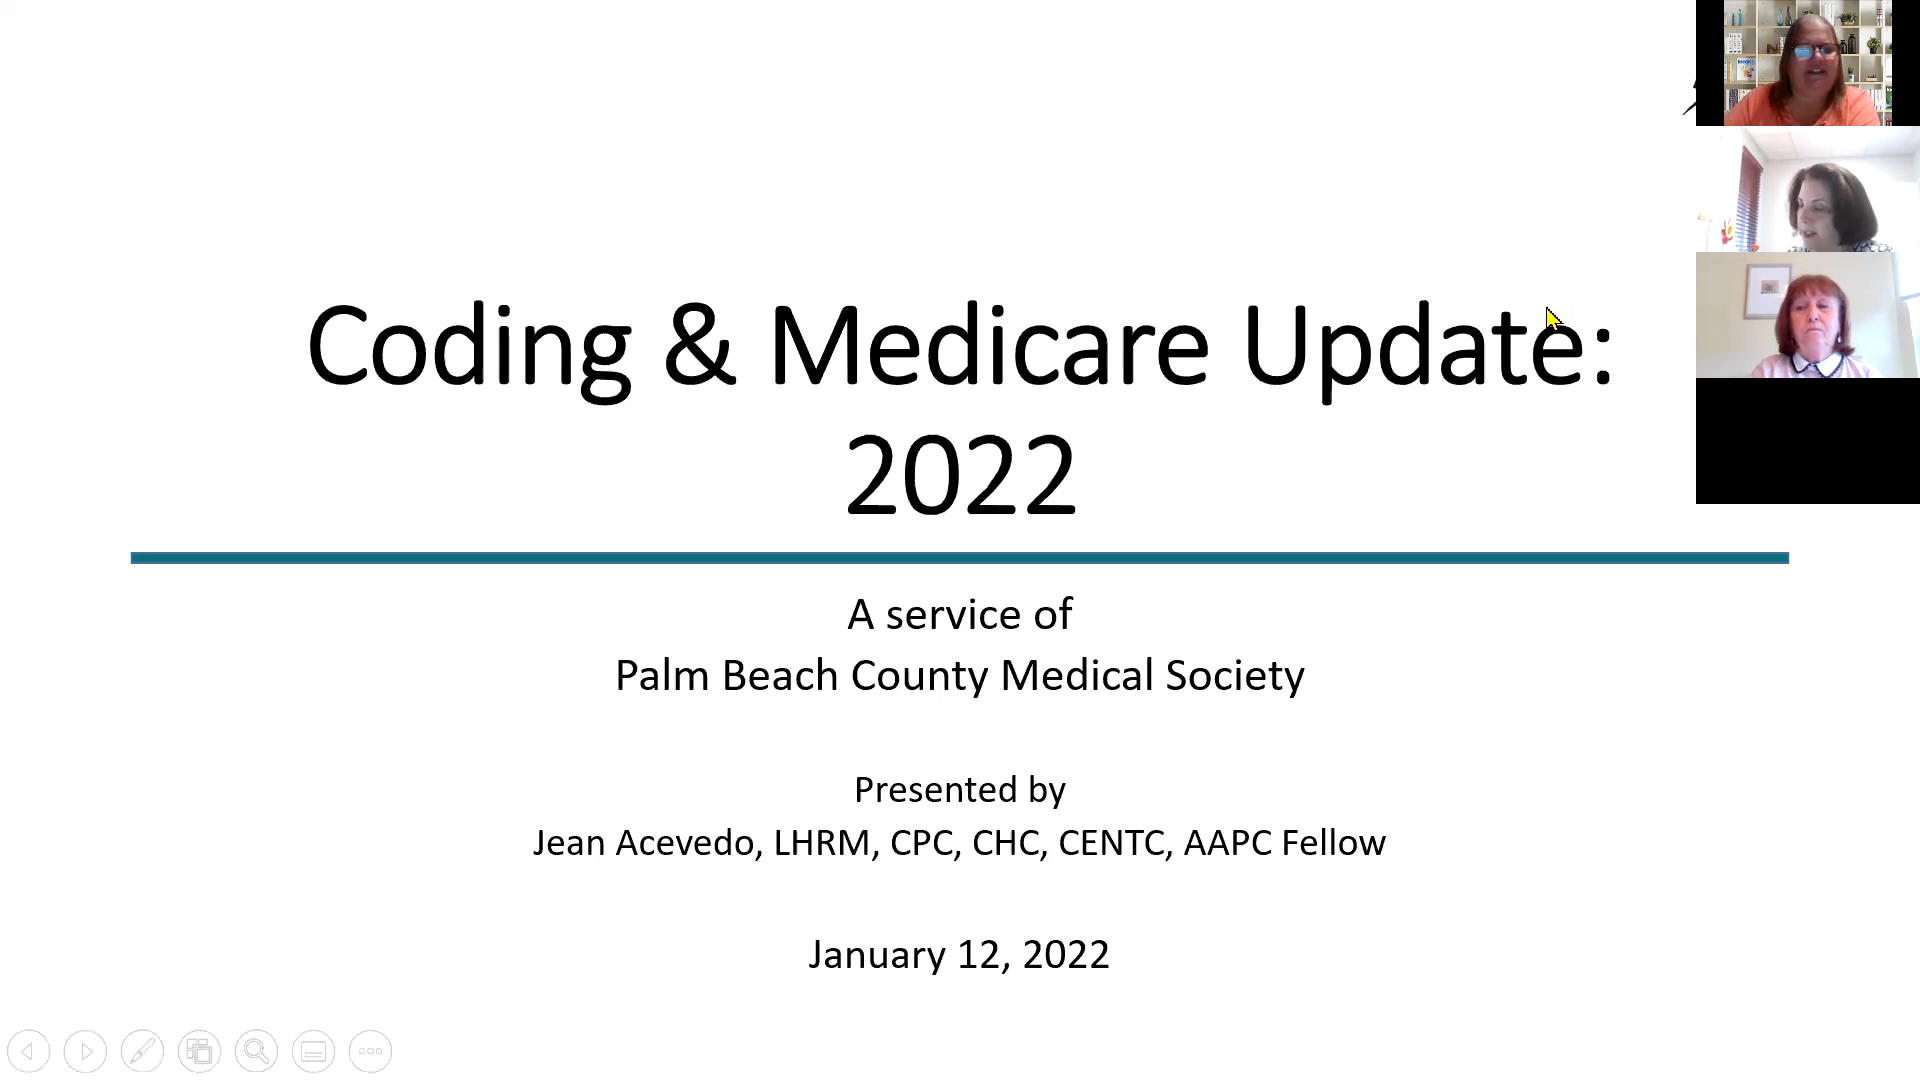 Coding & Medicare Update:
2022
A service of
Palm Beach County Medical Society
Presented by
Jean Acevedo, LHRM, CPC, CHC, CENTC, AAPC Fellow
January 12, 2022